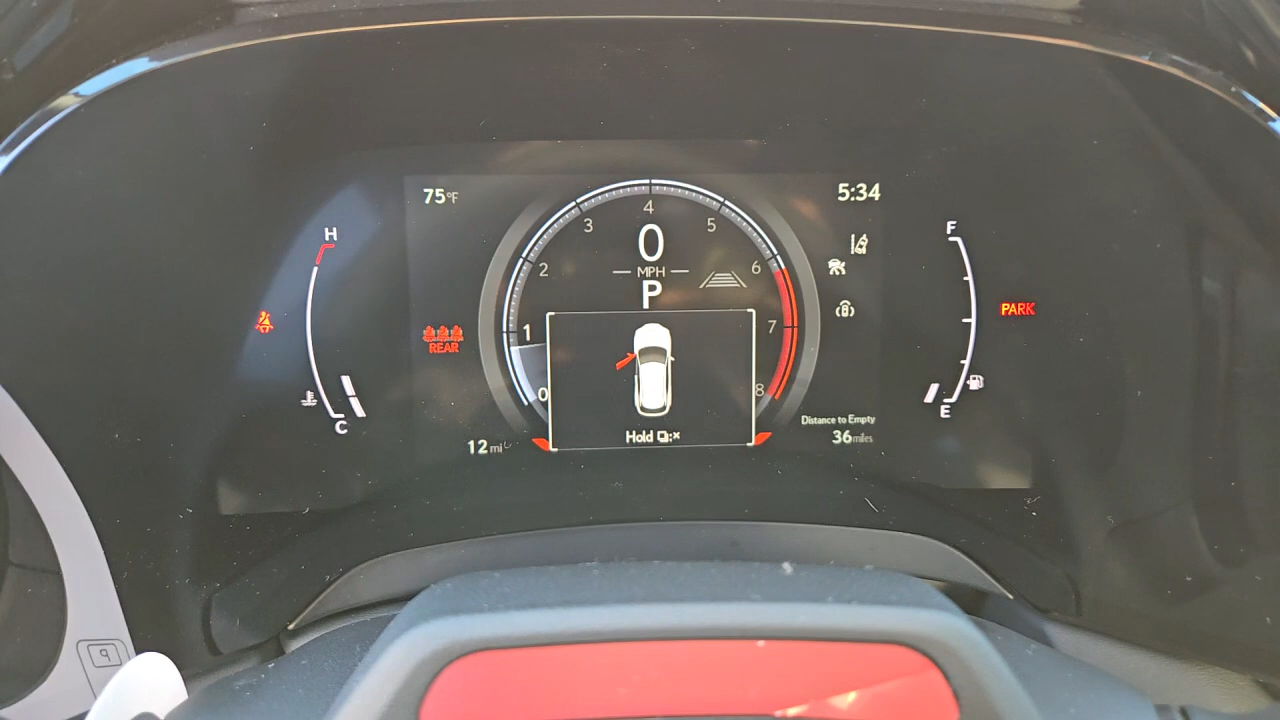 75°F
5:34
H
F
4
3
5
0
2
MPH
6
P
PARK
1
7
REAR
0
8
E
C
Distance to Empty
Hold :×
12 mi
36 miles